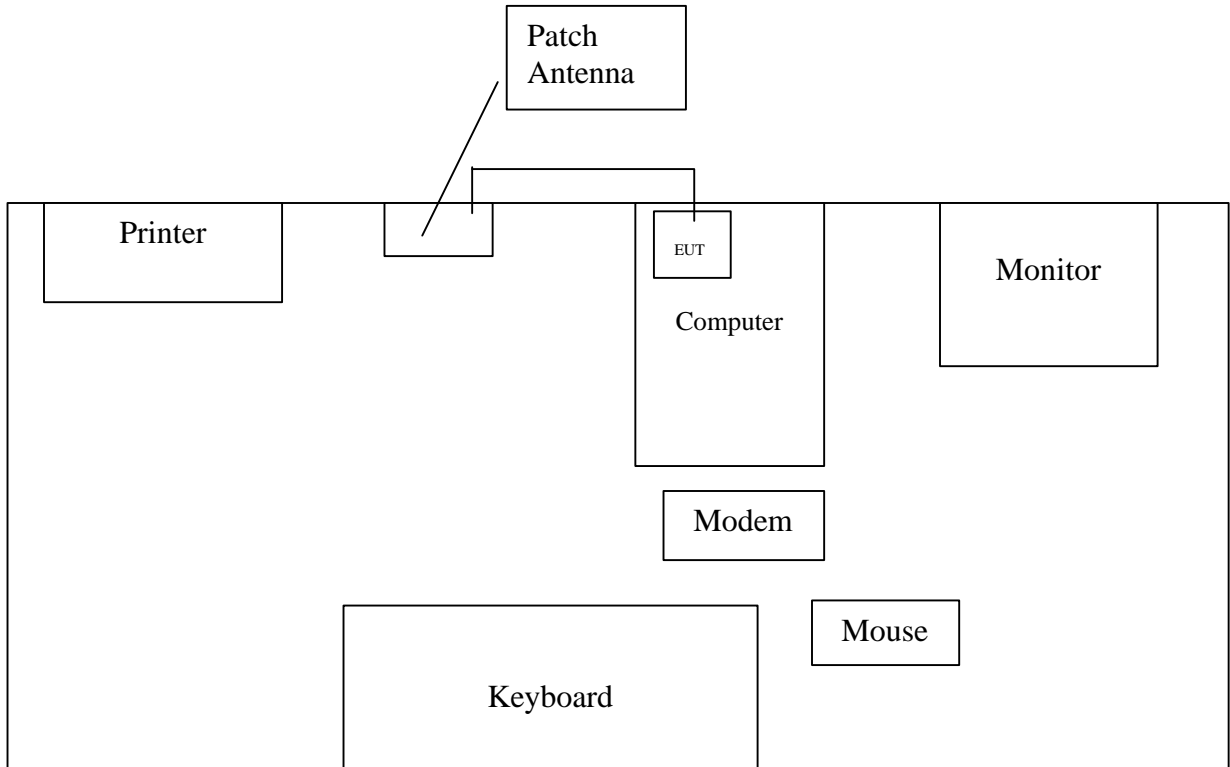 Patch
Antenna
Printer
EUT
Monitor
Computer
Modem
Mouse
Keyboard